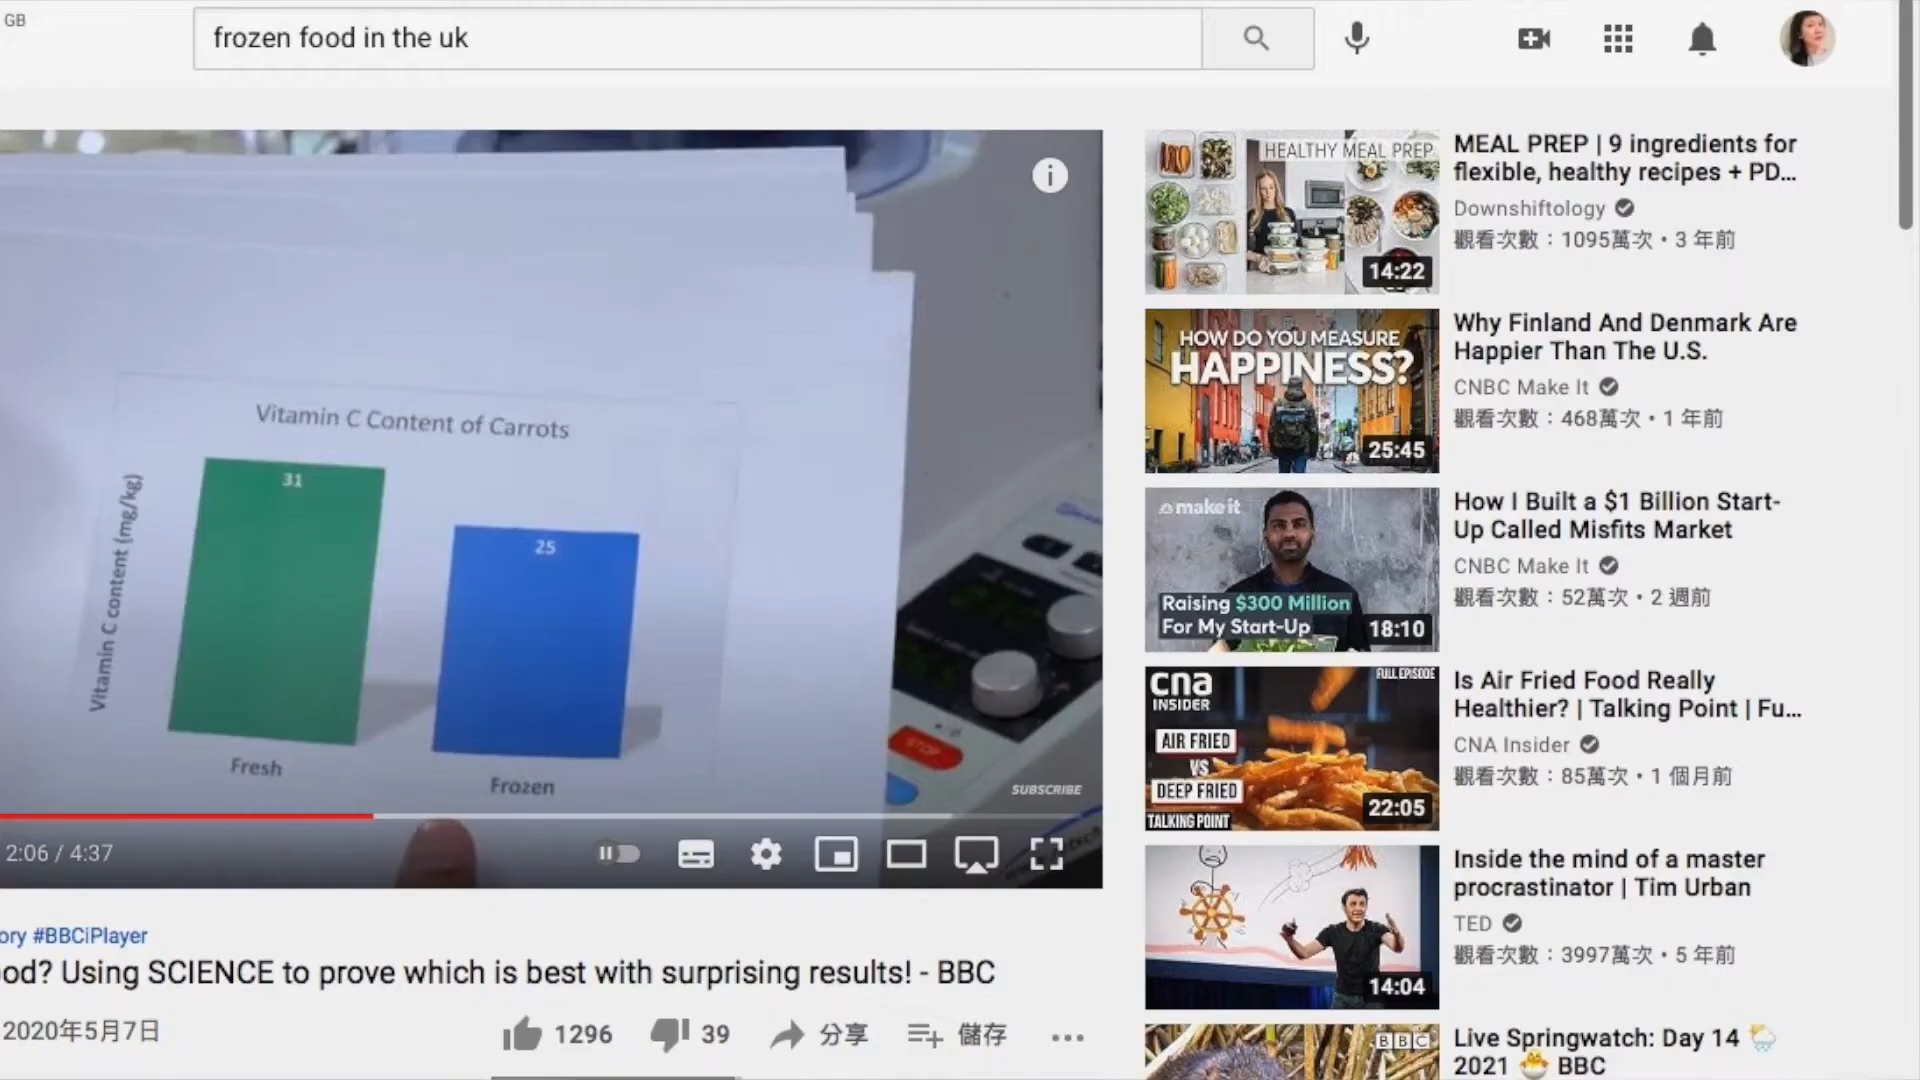 GB
frozen food in the uk
Vitamin C Content of Carrots
Vitamin C content (mg/kg)
31
25
Fresh
Frozen
STOP
SUBSCRIBE
2:06 / 4:37
ory #BBCiPlayer
od? Using SCIENCE to prove which is best with surprising results! - BBC
2020年5月7日
1296
39
分享
儲存
HEALTHY MEAL PREP
14:22
MEAL PREP | 9 ingredients for
flexible, healthy recipes + PD...
Downshiftology
觀看次數：1095萬次・3 年前
HOW DO YOU MEASURE
HAPPINESS?
25:45
Why Finland And Denmark Are
Happier Than The U.S.
CNBC Make It
觀看次數：468萬次・1 年前
make it
Raising $300 Million
For My Start-Up
18:10
How I Built a $1 Billion Start-
Up Called Misfits Market
CNBC Make It
觀看次數：52萬次・2 週前
cna
INSIDER
FULL EPISODE
AIR FRIED
VS
DEEP FRIED
TALKING POINT
22:05
Is Air Fried Food Really
Healthier? | Talking Point | Fu...
CNA Insider
觀看次數：85萬次・1 個月前
14:04
Inside the mind of a master
procrastinator | Tim Urban
TED
觀看次數：3997萬次・5 年前
BBC
Live Springwatch: Day 14
2021 BBC